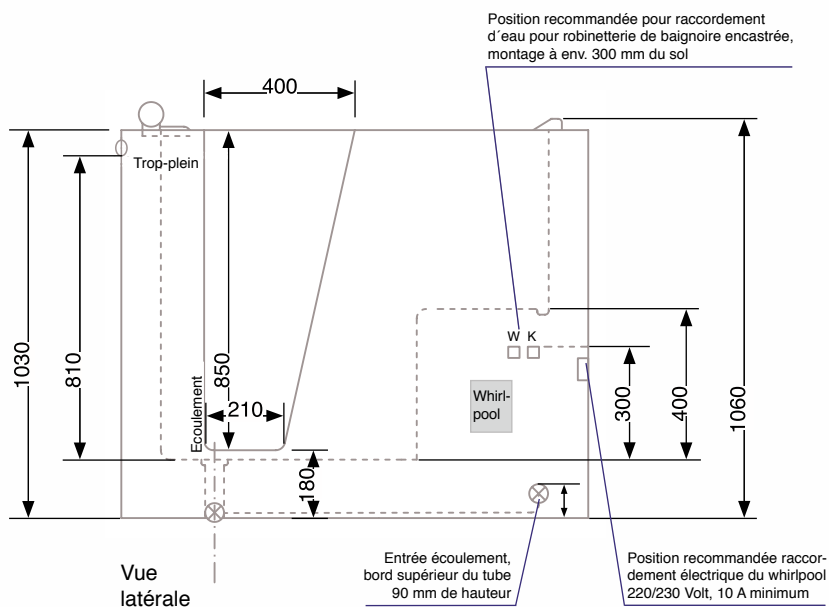 Position recommandée pour raccordement
d´eau pour robinetterie de baignoire encastrée,
montage à env. 300 mm du sol
400
Trop-plein
1030
810
Ecoulement
850
210
180
W K
Whirl-
pool
300
400
1060
Vue
latérale
Entrée écoulement,
bord supérieur du tube
90 mm de hauteur
Position recommandée raccor-
dement électrique du whirlpool
220/230 Volt, 10 A minimum